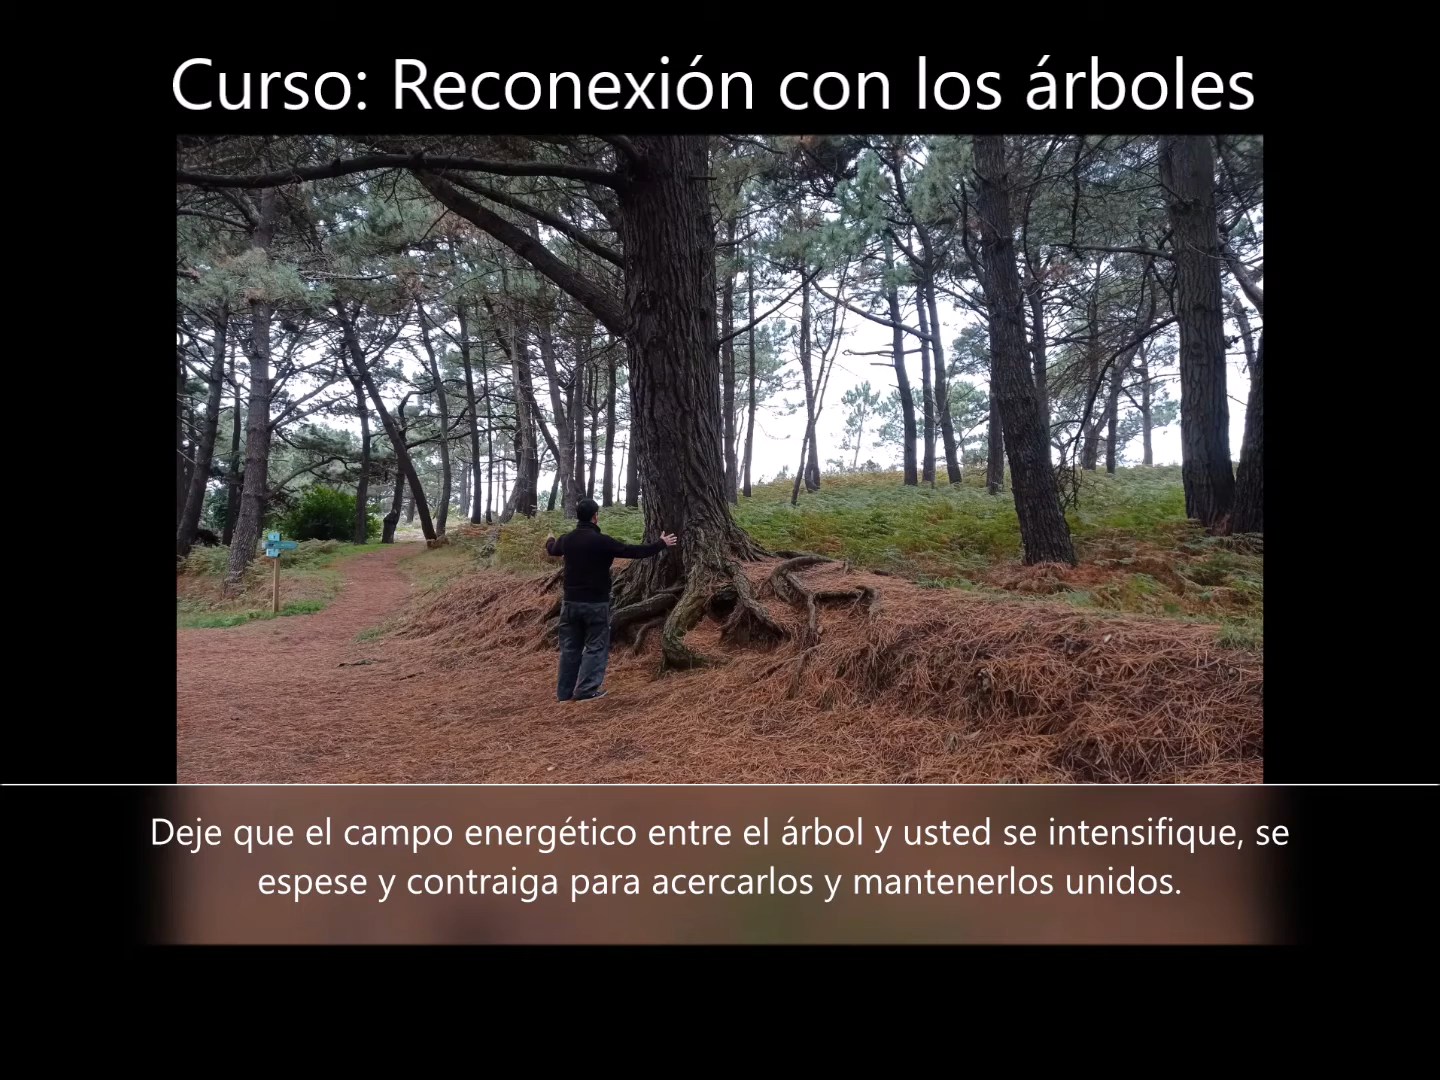 Curso: Reconexión con los árboles
Deje que el campo energético entre el árbol y usted se intensifique, se
espese y contraiga para acercarlos y mantenerlos unidos.